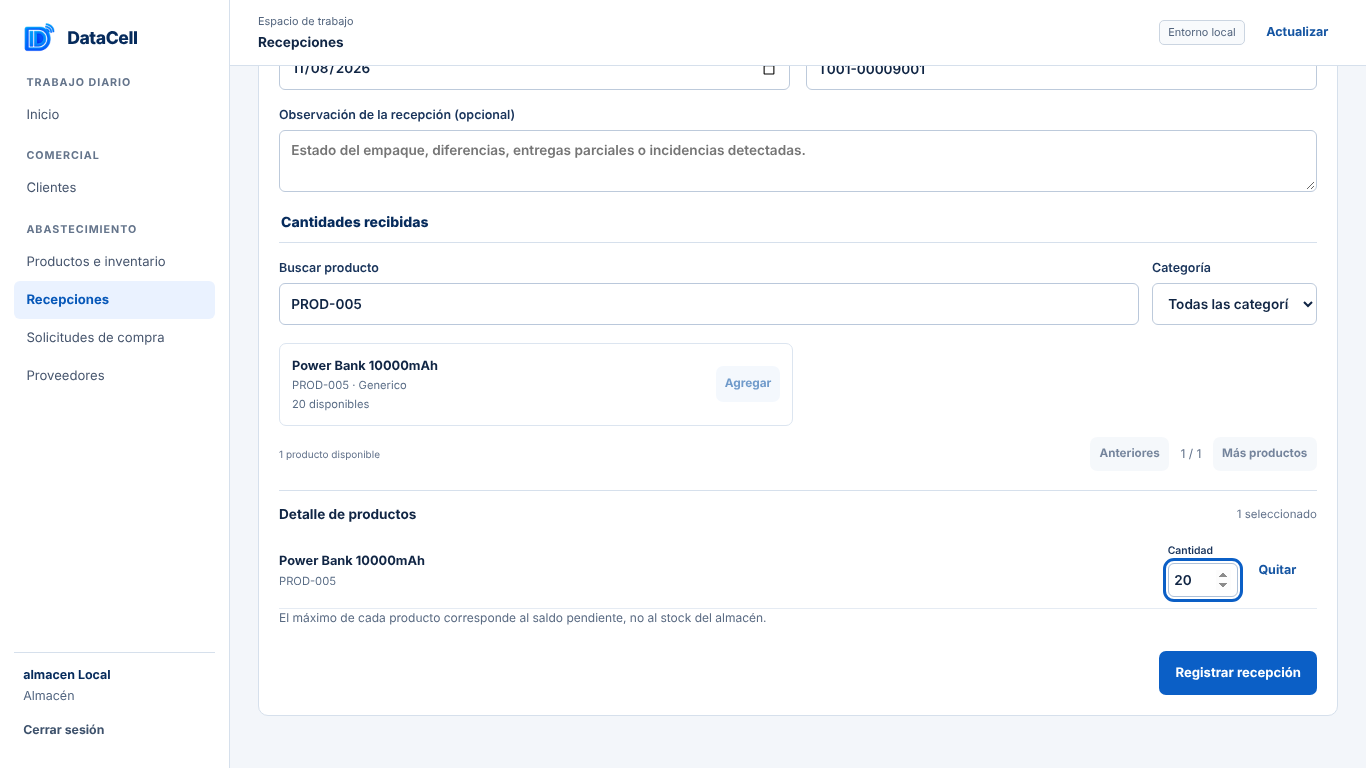 DataCell
TRABAJO DIARIO
Inicio
COMERCIAL
Clientes
ABASTECIMIENTO
Productos e inventario
Recepciones
Solicitudes de compra
Proveedores
almacen Local
Almacén
Cerrar sesión
Espacio de trabajo
Recepciones
Entorno local
Actualizar
11/08/2026
T001-00009001
Observación de la recepción (opcional)
Estado del empaque, diferencias, entregas parciales o incidencias detectadas.
Cantidades recibidas
Buscar producto
Categoría
PROD-005
Todas las categorí
Power Bank 10000mAh
PROD-005 · Generico
20 disponibles
Agregar
1 producto disponible
Anteriores
1 / 1
Más productos
Detalle de productos
1 seleccionado
Power Bank 10000mAh
PROD-005
Cantidad
20
Quitar
El máximo de cada producto corresponde al saldo pendiente, no al stock del almacén.
Registrar recepción